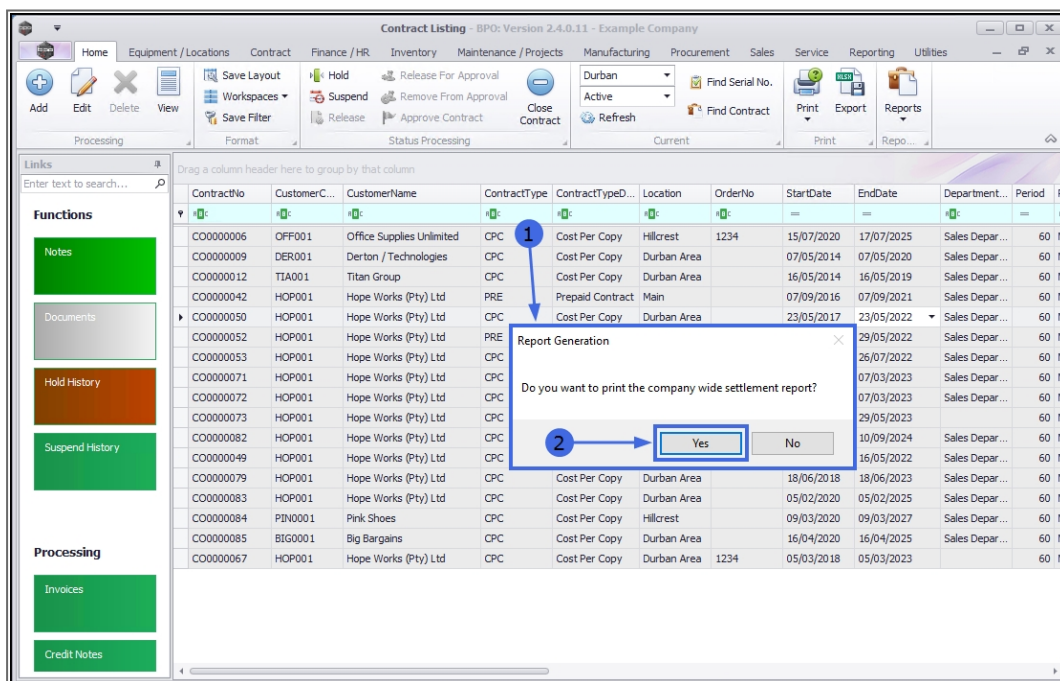 Contract Listing - BPO: Version 2.4.0.11 - Example Company
Home Equipment / Locations Contract Finance / HR Inventory Maintenance / Projects Manufacturing Procurement Sales Service Reporting Utilities
Add Edit Delete View
Processing
Save Layout
Workspaces
Save Filter
Format
Hold
Suspend
Release
Release For Approval
Remove From Approval
Approve Contract
Close Contract
Status Processing
Durban
Active
Refresh
Find Serial No.
Find Contract
Current
Print Export
Print
Reports
Repo...
Links
Enter text to search...
Functions
Notes
Documents
Hold History
Suspend History
Processing
Invoices
Credit Notes
Drag a column header here to group by that column
ContractNo CustomerC... CustomerName ContractType ContractTypeD... Location OrderNo StartDate EndDate Department... Period
CO0000006 OFF001 Office Supplies Unlimited CPC Cost Per Copy Hillcrest 1234 15/07/2020 17/07/2025 Sales Depar... 60
CO0000009 DER001 Derton / Technologies CPC Cost Per Copy Durban Area 07/05/2014 07/05/2020 Sales Depar... 60
CO0000012 TIA001 Titan Group CPC Cost Per Copy Durban Area 16/05/2014 16/05/2019 Sales Depar... 60
CO0000042 HOP001 Hope Works (Pty) Ltd PRE Prepaid Contract Main 07/09/2016 07/09/2021 Sales Depar... 60
CO0000050 HOP001 Hope Works (Pty) Ltd CPC Cost Per Copy Durban Area 23/05/2017 23/05/2022 Sales Depar... 60
CO0000052 HOP001 Hope Works (Pty) Ltd PRE 29/05/2022 Sales Depar... 60
CO0000053 HOP001 Hope Works (Pty) Ltd CPC 26/07/2022 Sales Depar... 60
CO0000071 HOP001 Hope Works (Pty) Ltd CPC 07/03/2023 Sales Depar... 60
CO0000072 HOP001 Hope Works (Pty) Ltd CPC 07/03/2023 Sales Depar... 60
CO0000073 HOP001 Hope Works (Pty) Ltd CPC 29/05/2023 60
CO0000082 HOP001 Hope Works (Pty) Ltd CPC 10/09/2024 Sales Depar... 60
CO0000049 HOP001 Hope Works (Pty) Ltd CPC 16/05/2022 Sales Depar... 60
CO0000079 HOP001 Hope Works (Pty) Ltd CPC Cost Per Copy Durban Area 18/06/2018 18/06/2023 Sales Depar... 60
CO0000083 HOP001 Hope Works (Pty) Ltd CPC Cost Per Copy Durban Area 05/02/2020 05/02/2025 Sales Depar... 60
CO0000084 PIN0001 Pink Shoes CPC Cost Per Copy Hillcrest 09/03/2020 09/03/2027 Sales Depar... 60
CO0000085 BIG0001 Big Bargains CPC Cost Per Copy Durban Area 16/04/2020 16/04/2025 Sales Depar... 60
CO0000067 HOP001 Hope Works (Pty) Ltd CPC Cost Per Copy Durban Area 1234 05/03/2018 05/03/2023 60
1
Report Generation
Do you want to print the company wide settlement report?
2
Yes No